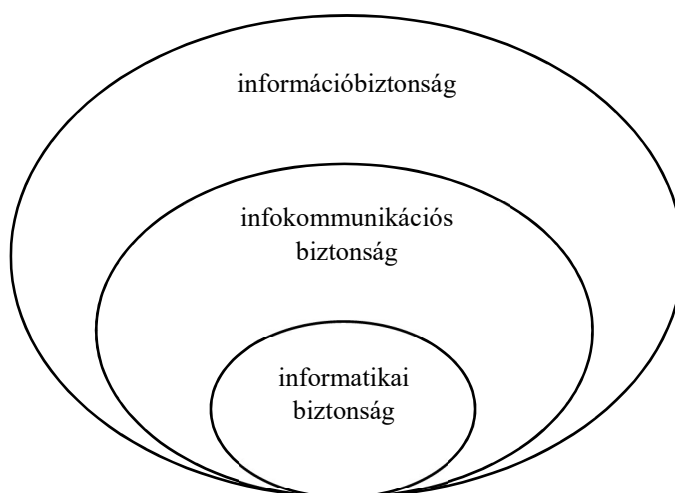 információbiztonság
infokommunikációs
biztonság
informatikai
biztonság